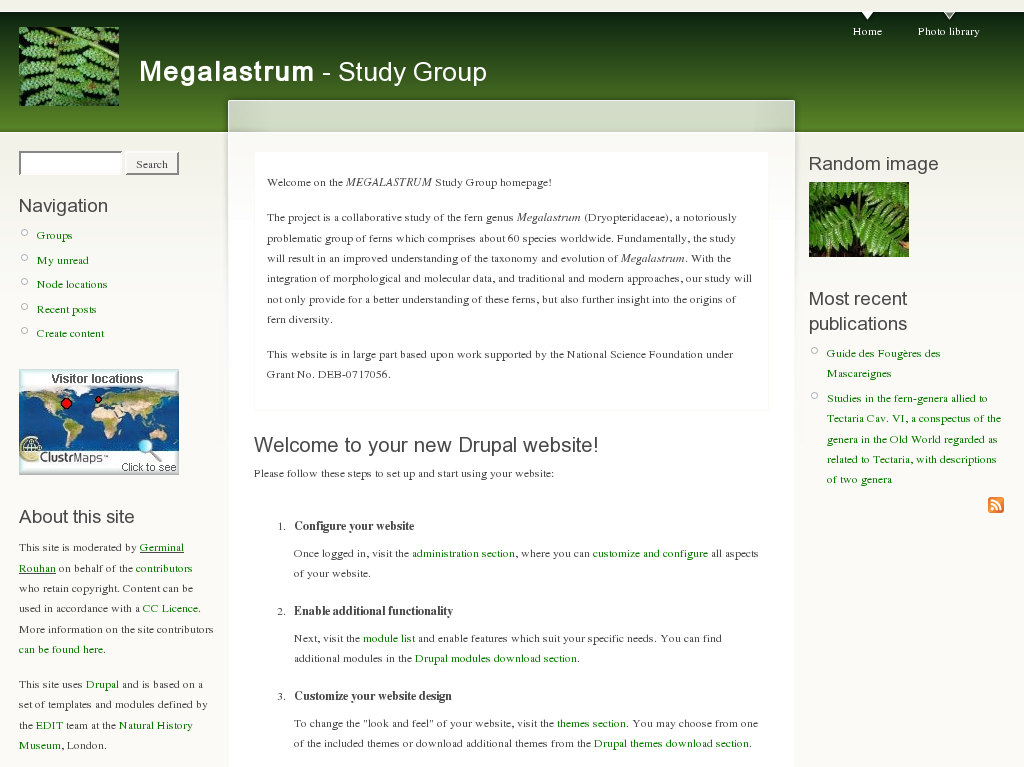 Home
Photo library
Megalastrum - Study Group
Search
Navigation
Groups
My unread
Node locations
Recent posts
Create content
Visitor locations
ClustrMaps™
Click to see
About this site
This site is moderated by Germinal
Rouhan on behalf of the contributors
who retain copyright. Content can be
used in accordance with a CC Licence.
More information on the site contributors
can be found here.
This site uses Drupal and is based on a
set of templates and modules defined by
the EDIT team at the Natural History
Museum, London.
Welcome on the MEGALASTRUM Study Group homepage!
The project is a collaborative study of the fern genus Megalastrum (Dryopteridaceae), a notoriously
problematic group of ferns which comprises about 60 species worldwide. Fundamentally, the study
will result in an improved understanding of the taxonomy and evolution of Megalastrum. With the
integration of morphological and molecular data, and traditional and modern approaches, our study will
not only provide for a better understanding of these ferns, but also further insight into the origins of
fern diversity.
This website is in large part based upon work supported by the National Science Foundation under
Grant No. DEB-0717056.
Welcome to your new Drupal website!
Please follow these steps to set up and start using your website:
1. Configure your website
Once logged in, visit the administration section, where you can customize and configure all aspects
of your website.
2. Enable additional functionality
Next, visit the module list and enable features which suit your specific needs. You can find
additional modules in the Drupal modules download section.
3. Customize your website design
To change the "look and feel" of your website, visit the themes section. You may choose from one
of the included themes or download additional themes from the Drupal themes download section.
Random image
Most recent
publications
Guide des Fougères des
Mascareignes
Studies in the fern-genera allied to
Tectaria Cav. VI, a conspectus of the
genera in the Old World regarded as
related to Tectaria, with descriptions
of two genera